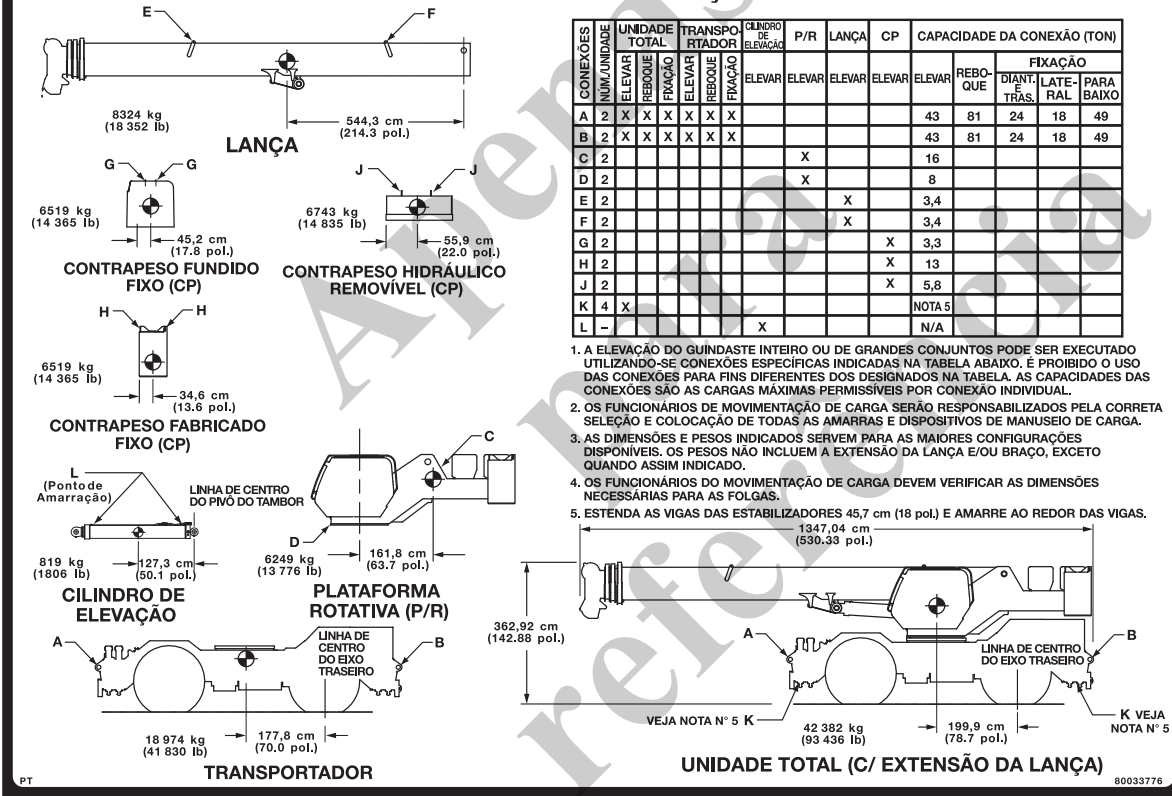 E
F
8324 kg
(18 352 lb)
544,3 cm
(214.3 pol.)
LANÇA
G
G
6519 kg
(14 365 lb)
45,2 cm
(17.8 pol.)
CONTRAPESO FUNDIDO
FIXO (CP)
J
J
6743 kg
(14 835 lb)
55,9 cm
(22.0 pol.)
CONTRAPESO HIDRÁULICO
REMOVÍVEL (CP)
H
H
6519 kg
(14 365 lb)
34,6 cm
(13.6 pol.)
CONTRAPESO FABRICADO
FIXO (CP)
L
(Ponto de
Amarração)
819 kg
(1806 lb)
127,3 cm
(50.1 pol.)
CILINDRO DE
ELEVAÇÃO
LINHA DE CENTRO
DO PIVÔ DO TAMBOR
C
D
6249 kg
(13 776 lb)
161,8 cm
(63.7 pol.)
PLATAFORMA
ROTATIVA (P/R)
A
B
LINHA DE
CENTRO
DO EIXO
TRASEIRO
18 974 kg
(41 830 lb)
177,8 cm
(70.0 pol.)
TRANSPORTADOR
PT
CONEXÕES
NÚM./UNIDADE
UNIDADE
TOTAL
TRANSPO-
RTADOR
CILINDRO
DE
ELEVAÇÃO
P/R
LANÇA
CP
CAPACIDADE DA CONEXÃO (TON)
ELEVAR
REBOQUE
FIXAÇÃO
ELEVAR
REBOQUE
FIXAÇÃO
ELEVAR
ELEVAR
ELEVAR
ELEVAR
ELEVAR
REBO-
QUE
FIXAÇÃO
DIANT.
E
TRAS.
LATE-
RAL
PARA
BAIXO
A 2 X X X X X X 43 81 24 18 49
B 2 X X X X X X 43 81 24 18 49
C 2 X 16
D 2 X 8
E 2 X 3,4
F 2 X 3,4
G 2 X 3,3
H 2 X 13
J 2 X 5,8
K 4 X NOTA 5
L – X N/A
1. A ELEVAÇÃO DO GUINDASTE INTEIRO OU DE GRANDES CONJUNTOS PODE SER EXECUTADO
UTILIZANDO-SE CONEXÕES ESPECÍFICAS INDICADAS NA TABELA ABAIXO. É PROIBIDO O USO
DAS CONEXÕES PARA FINS DIFERENTES DOS DESIGNADOS NA TABELA. AS CAPACIDADES DAS
CONEXÕES SÃO AS CARGAS MÁXIMAS PERMISSÍVEIS POR CONEXÃO INDIVIDUAL.
2. OS FUNCIONÁRIOS DE MOVIMENTAÇÃO DE CARGA SERÃO RESPONSABILIZADOS PELA CORRETA
SELEÇÃO E COLOCAÇÃO DE TODAS AS AMARRAS E DISPOSITIVOS DE MANUSEIO DE CARGA.
3. AS DIMENSÕES E PESOS INDICADOS SERVEM PARA AS MAIORES CONFIGURAÇÕES
DISPONÍVEIS. OS PESOS NÃO INCLUEM A EXTENSÃO DA LANÇA E/OU BRAÇO, EXCETO
QUANDO ASSIM INDICADO.
4. OS FUNCIONÁRIOS DO MOVIMENTAÇÃO DE CARGA DEVEM VERIFICAR AS DIMENSÕES
NECESSÁRIAS PARA AS FOLGAS.
5. ESTENDA AS VIGAS DAS ESTABILIZADORES 45,7 cm (18 pol.) E AMARRE AO REDOR DAS VIGAS.
1347,04 cm
(530.33 pol.)
362,92 cm
(142.88 pol.)
A
B
LINHA DE CENTRO
DO EIXO TRASEIRO
VEJA NOTA N° 5 K
K VEJA
NOTA N° 5
42 382 kg
(93 436 lb)
199,9 cm
(78.7 pol.)
UNIDADE TOTAL (C/ EXTENSÃO DA LANÇA)
80033776
Apenas
para
referência